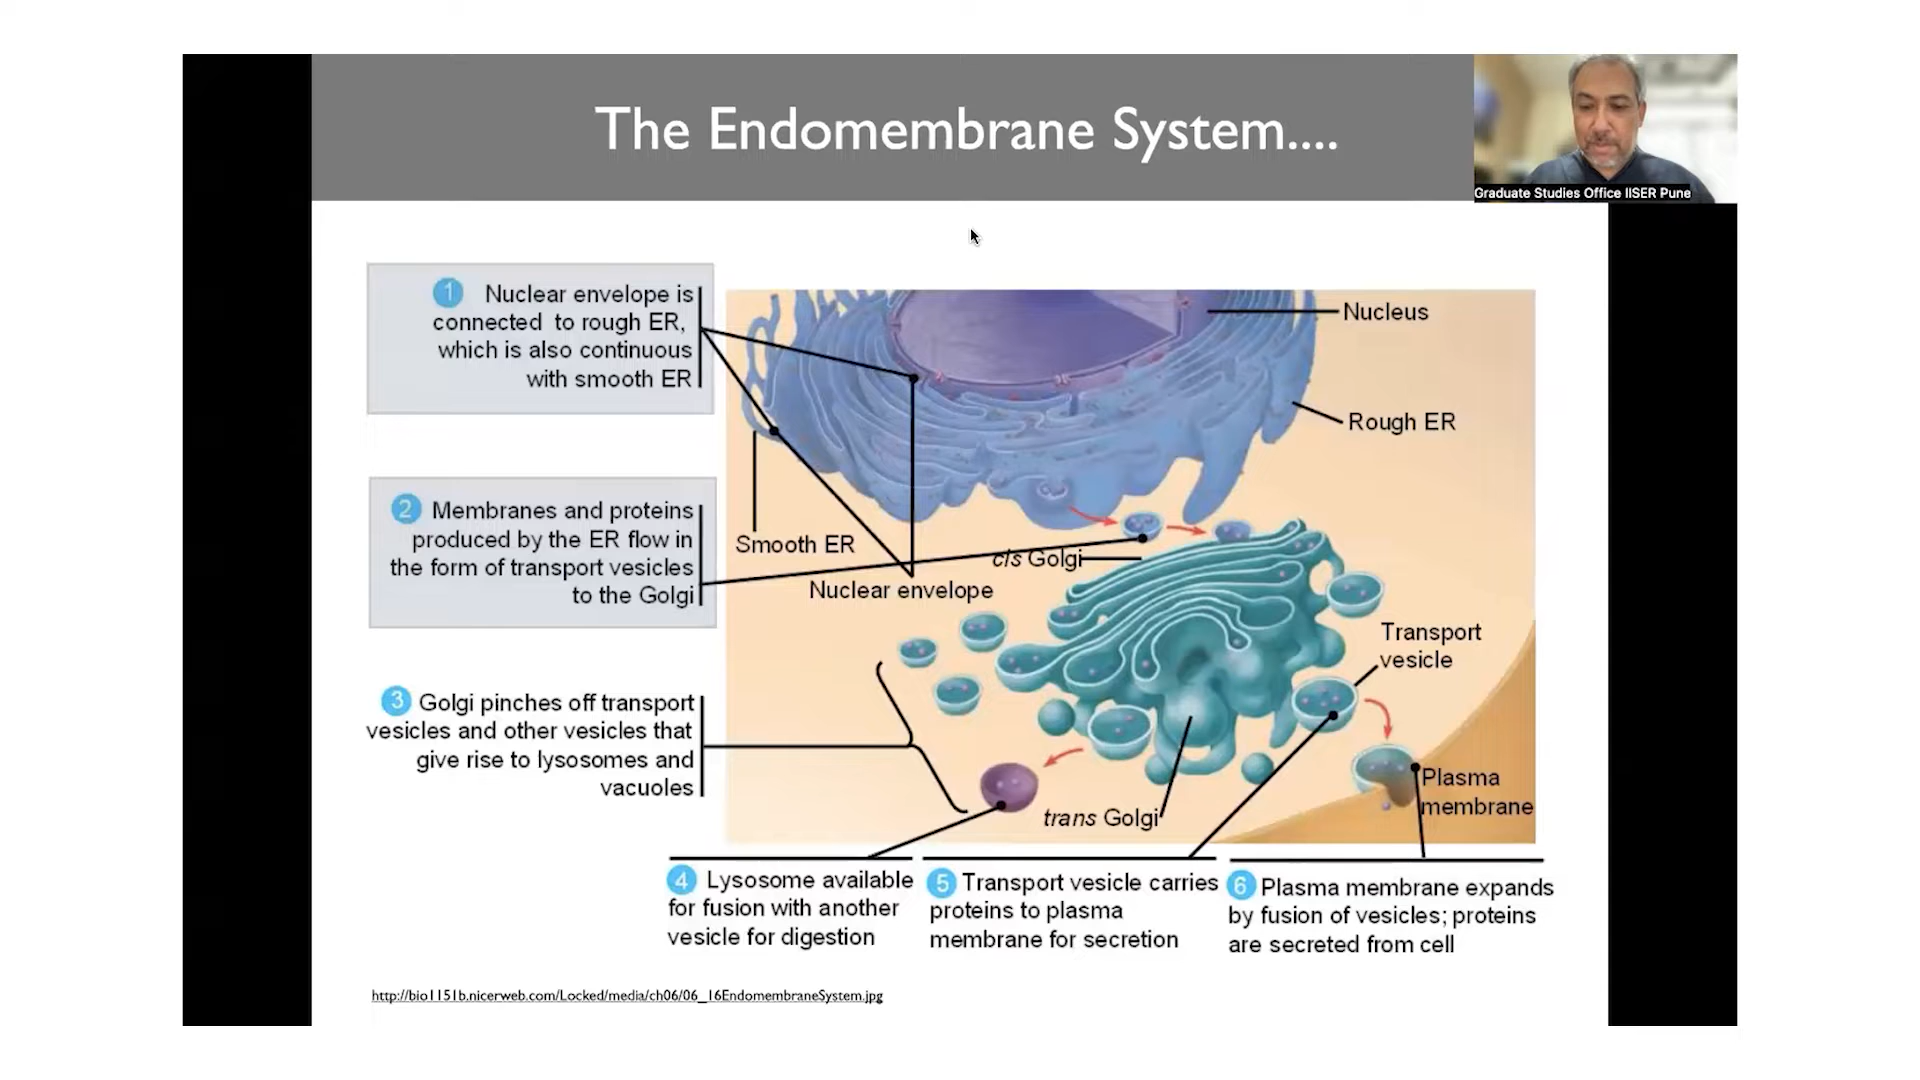 The Endomembrane System....
Graduate Studies Office IISER Pune
1 Nuclear envelope is
connected to rough ER,
which is also continuous
with smooth ER
Nucleus
Rough ER
2 Membranes and proteins
produced by the ER flow in
the form of transport vesicles
to the Golgi
Smooth ER
cis Golgi
Nuclear envelope
Transport
vesicle
3 Golgi pinches off transport
vesicles and other vesicles that
give rise to lysosomes and
vacuoles
Plasma
membrane
trans Golgi
4 Lysosome available
for fusion with another
vesicle for digestion
5 Transport vesicle carries
proteins to plasma
membrane for secretion
6 Plasma membrane expands
by fusion of vesicles; proteins
are secreted from cell
http://bio1151b.nicerweb.com/Locked/media/ch06/06_16EndomembraneSystem.jpg